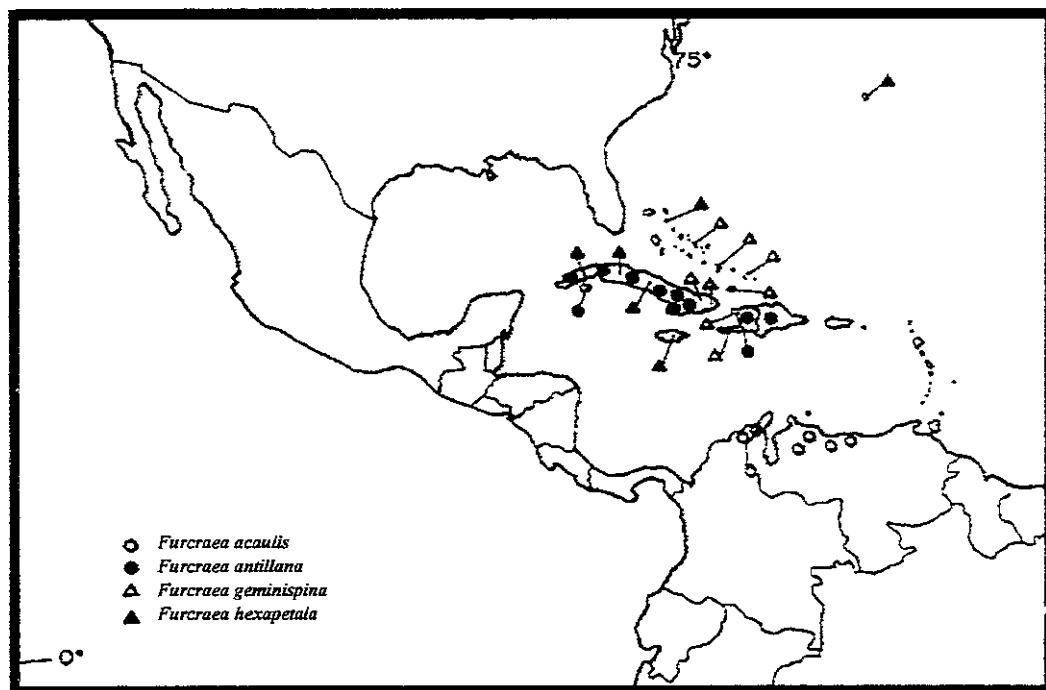 75°
Furcraea acaulis
Furcraea antillana
Furcraea geminispina
Furcraea hexapetala
0°